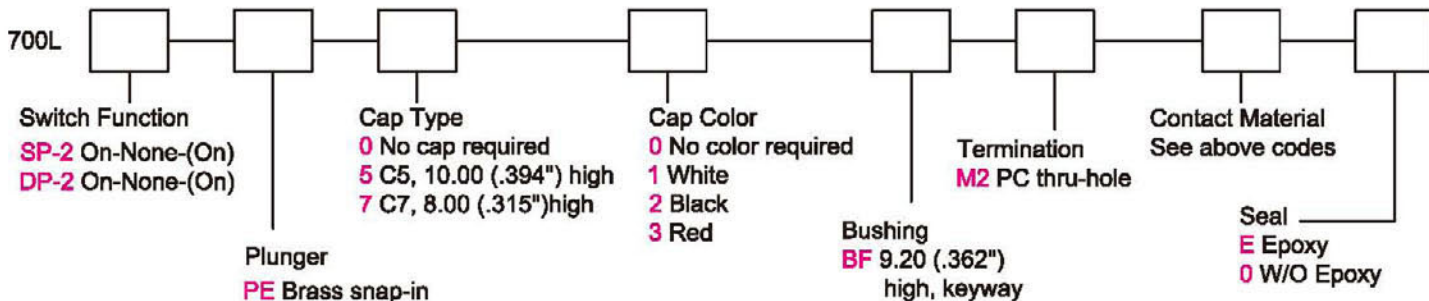 700L
Switch Function
SP-2 On-None-(On)
DP-2 On-None-(On)
Plunger
PE Brass snap-in
Cap Type
0 No cap required
5 C5, 10.00 (.394") high
7 C7, 8.00 (.315")high
Cap Color
0 No color required
1 White
2 Black
3 Red
Bushing
BF 9.20 (.362")
high, keyway
Termination
M2 PC thru-hole
Contact Material
See above codes
Seal
E Epoxy
0 W/O Epoxy